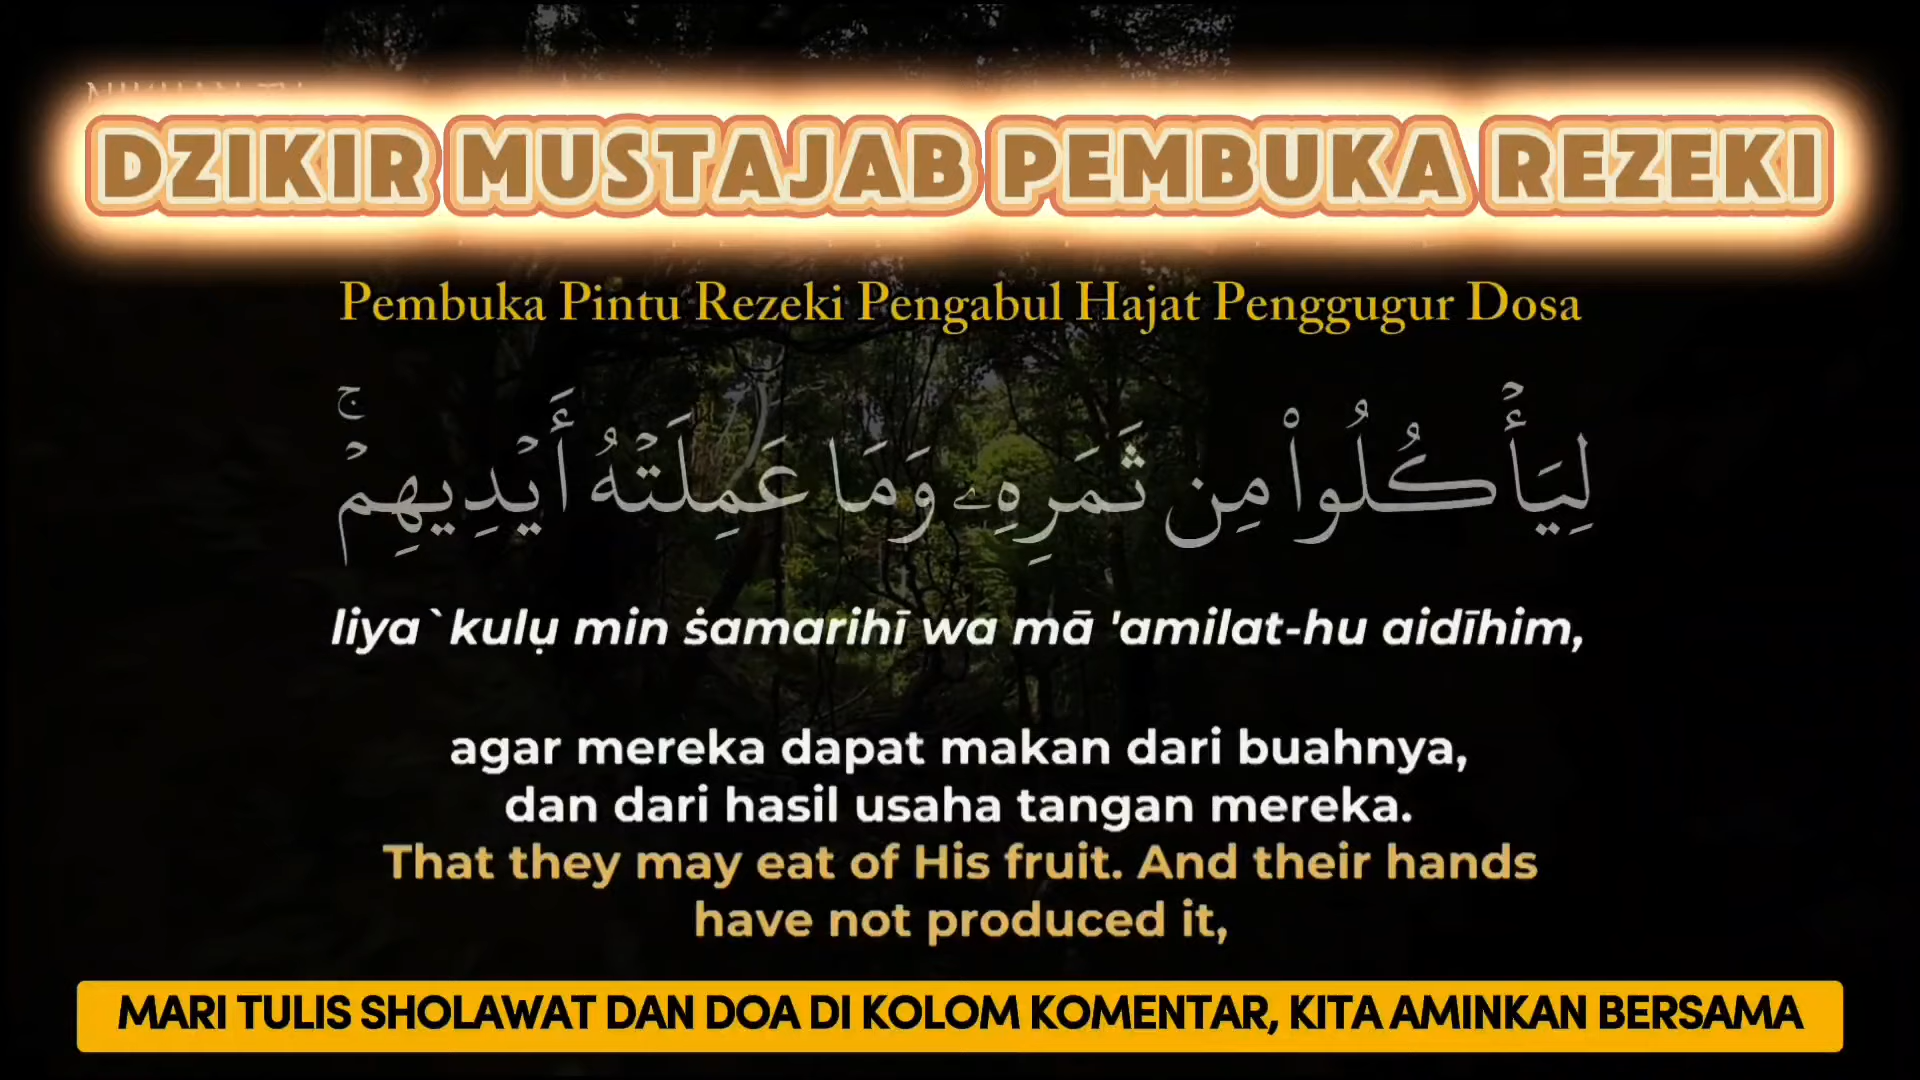 DZIKIR MUSTAJAB PEMBUKA REZEKI
Pembuka Pintu Rezeki Pengabul Hajat Penggugur Dosa
لِيَأْكُلُوا۟ مِن ثَمَرِهِۦ وَمَا عَمِلَتْهُ أَيْدِيهِمْ ۚ
liya`kulụ min ṡamarihī wa mā 'amilat-hu aidīhim,
agar mereka dapat makan dari buahnya,
dan dari hasil usaha tangan mereka.
That they may eat of His fruit. And their hands
have not produced it,
MARI TULIS SHOLAWAT DAN DOA DI KOLOM KOMENTAR, KITA AMINKAN BERSAMA